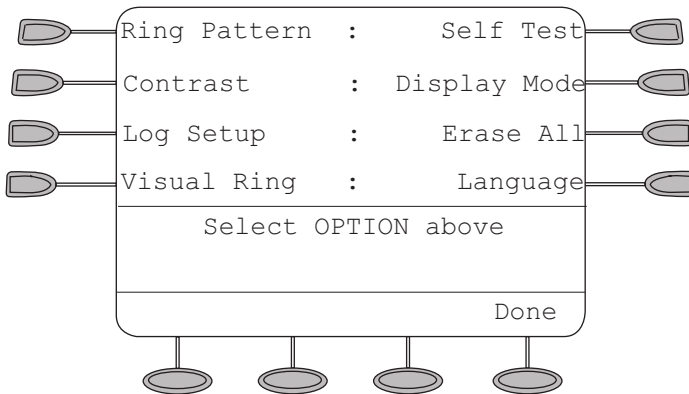 Ring Pattern : Self Test
Contrast : Display Mode
Log Setup : Erase All
Visual Ring : Language
Select OPTION above
Done